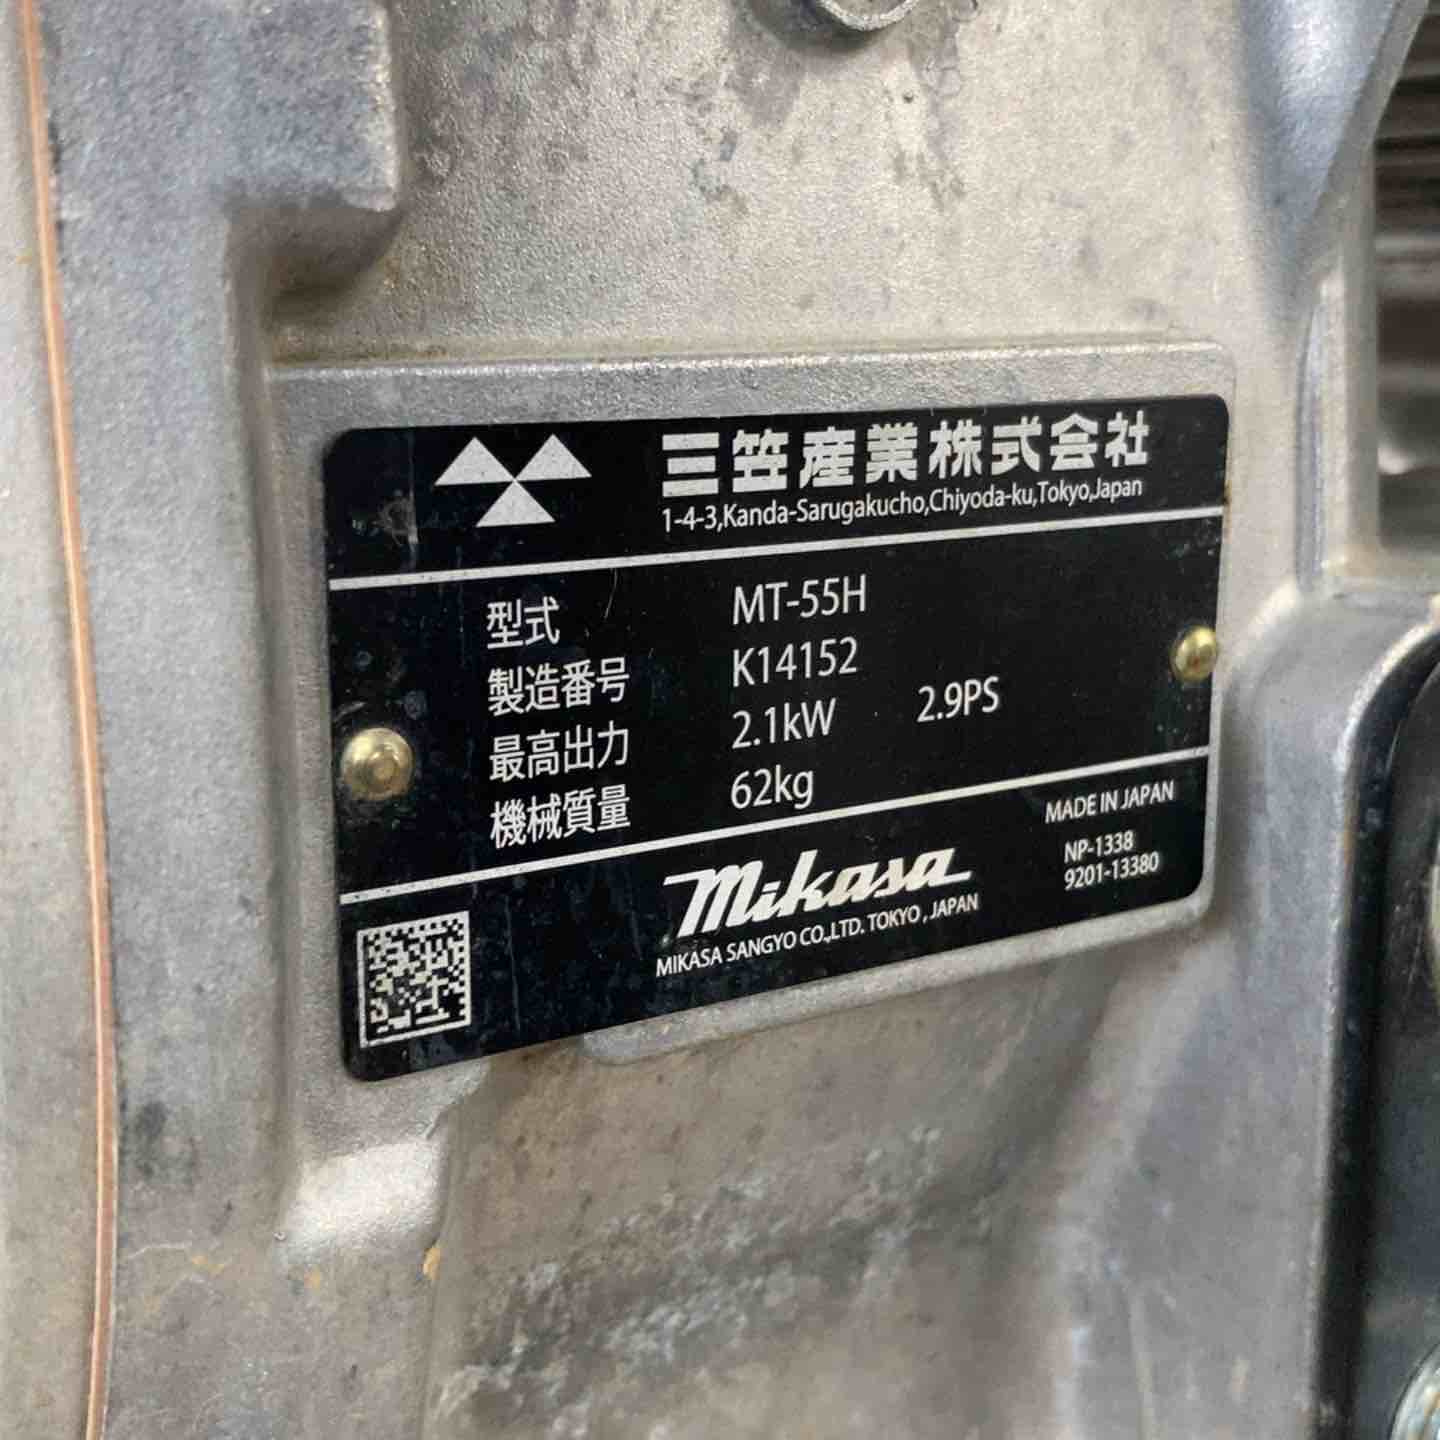 三笠産業株式会社
1-4-3,Kanda-Sarugakucho,Chiyoda-ku,Tokyo,Japan
型式 MT-55H
製造番号 K14152
最高出力 2.1kW 2.9PS
機械質量 62kg
MADE IN JAPAN
NP-1338
9201-13380
Mikasa
MIKASA SANGYO CO.,LTD. TOKYO, JAPAN